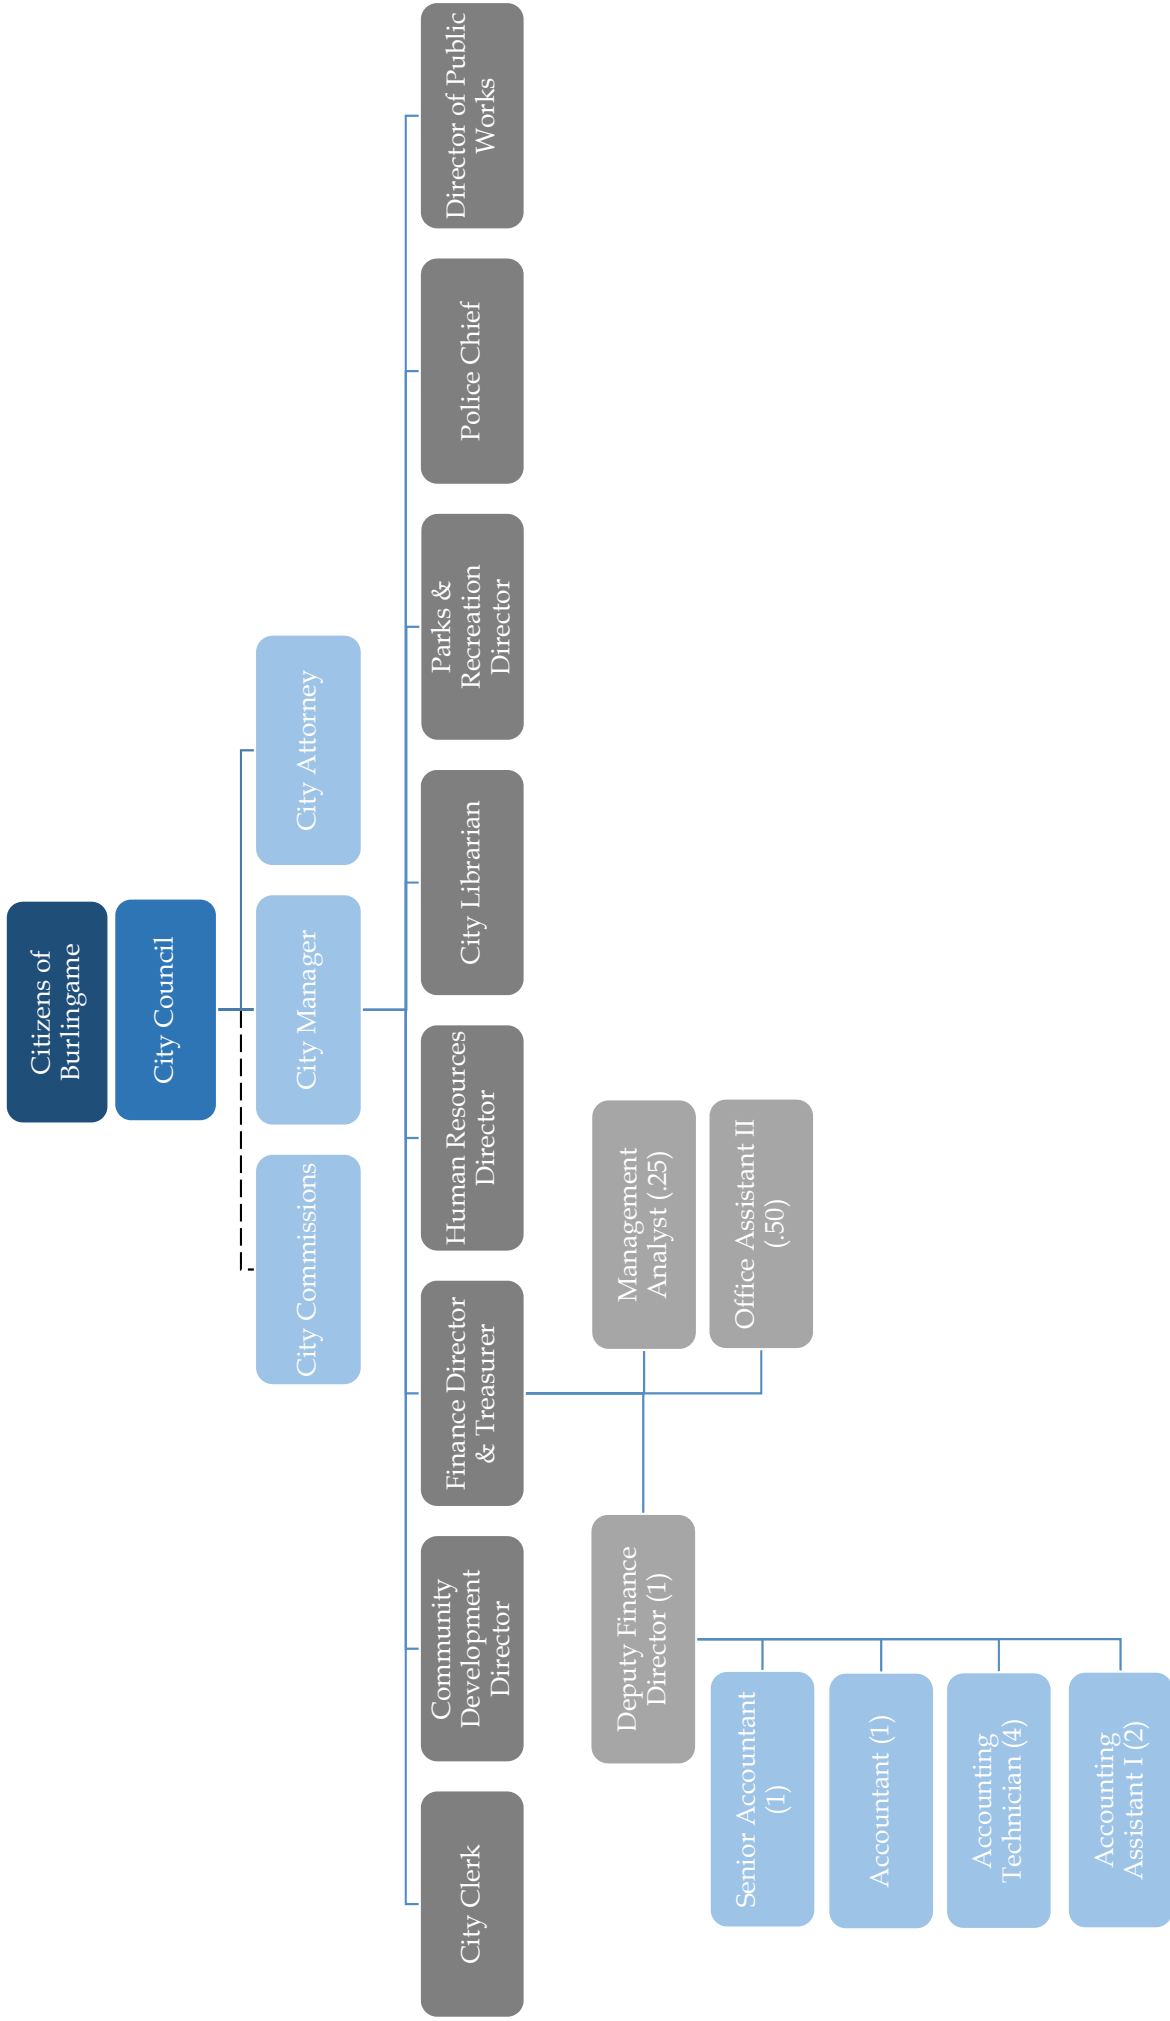 Citizens of
Burlingame
City Council
City Commissions
City Manager
City Attorney
City Clerk
Community
Development
Director
Finance Director
& Treasurer
Human Resources
Director
City Librarian
Parks &
Recreation
Director
Police Chief
Director of Public
Works
Deputy Finance
Director (1)
Management
Analyst (.25)
Office Assistant II
(.50)
Senior Accountant
(1)
Accountant (1)
Accounting
Technician (4)
Accounting
Assistant I (2)